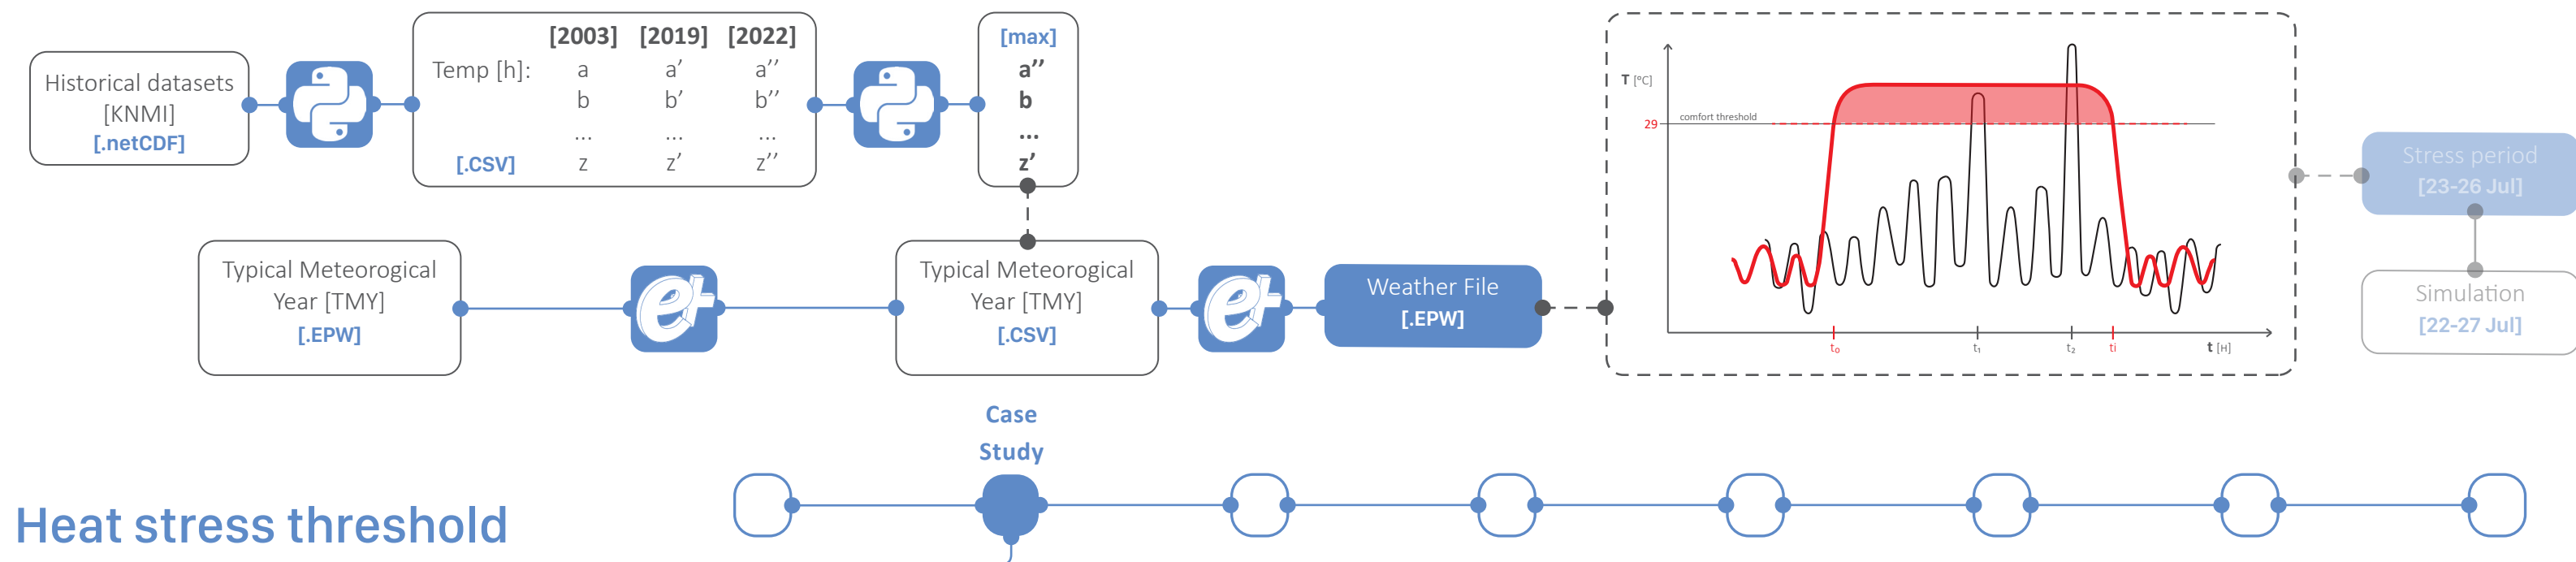 Historical datasets
[KNMI]
[.netCDF]
[2003] [2019] [2022]
Temp [h]: a a’ a’’
b b’ b’’
... ... ...
[.CSV] z z’ z’’
[max]
a’’
b
...
z’
Typical Meteorogical
Year [TMY]
[.EPW]
e+
Typical Meteorogical
Year [TMY]
[.CSV]
e+
Weather File
[.EPW]
T [°C]
29
comfort threshold
t₀ t₁ t₂ ti t [H]
Stress period
[23-26 Jul]
Simulation
[22-27 Jul]
Case
Study
Heat stress threshold